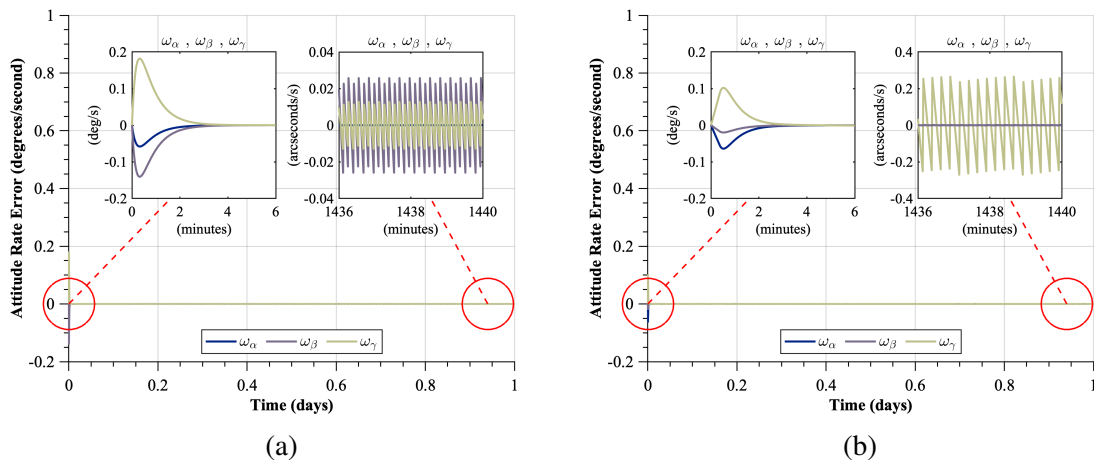 Attitude Rate Error (degrees/second)
1
0.8
0.6
0.4
0.2
0
-0.2
ω_α , ω_β , ω_γ
(deg/s)
0.2
0.1
0
-0.1
-0.2
0 2 4 6
(minutes)
ω_α , ω_β , ω_γ
(arcseconds/s)
0.04
0.02
0
-0.02
-0.04
1436 1438 1440
(minutes)
ω_α ω_β ω_γ
0 0.2 0.4 0.6 0.8 1
Time (days)
(a)
Attitude Rate Error (degrees/second)
1
0.8
0.6
0.4
0.2
0
-0.2
ω_α , ω_β , ω_γ
(deg/s)
0.2
0.1
0
-0.1
-0.2
0 2 4 6
(minutes)
ω_α , ω_β , ω_γ
(arcseconds/s)
0.4
0.2
0
-0.2
-0.4
1436 1438 1440
(minutes)
ω_α ω_β ω_γ
0 0.2 0.4 0.6 0.8 1
Time (days)
(b)